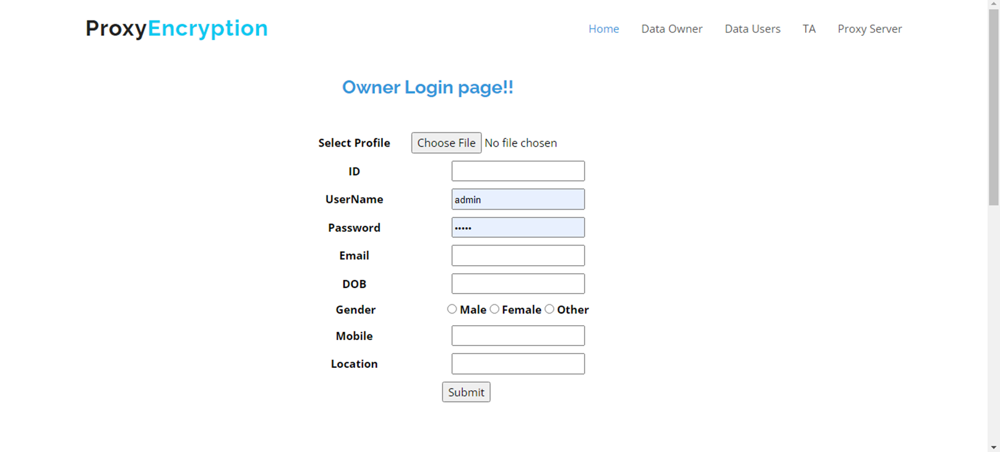 ProxyEncryption Home Data Owner Data Users TA Proxy Server
Owner Login page!!
Select Profile Choose File No file chosen
ID
UserName admin
Password •••••
Email
DOB
Gender Male Female Other
Mobile
Location
Submit